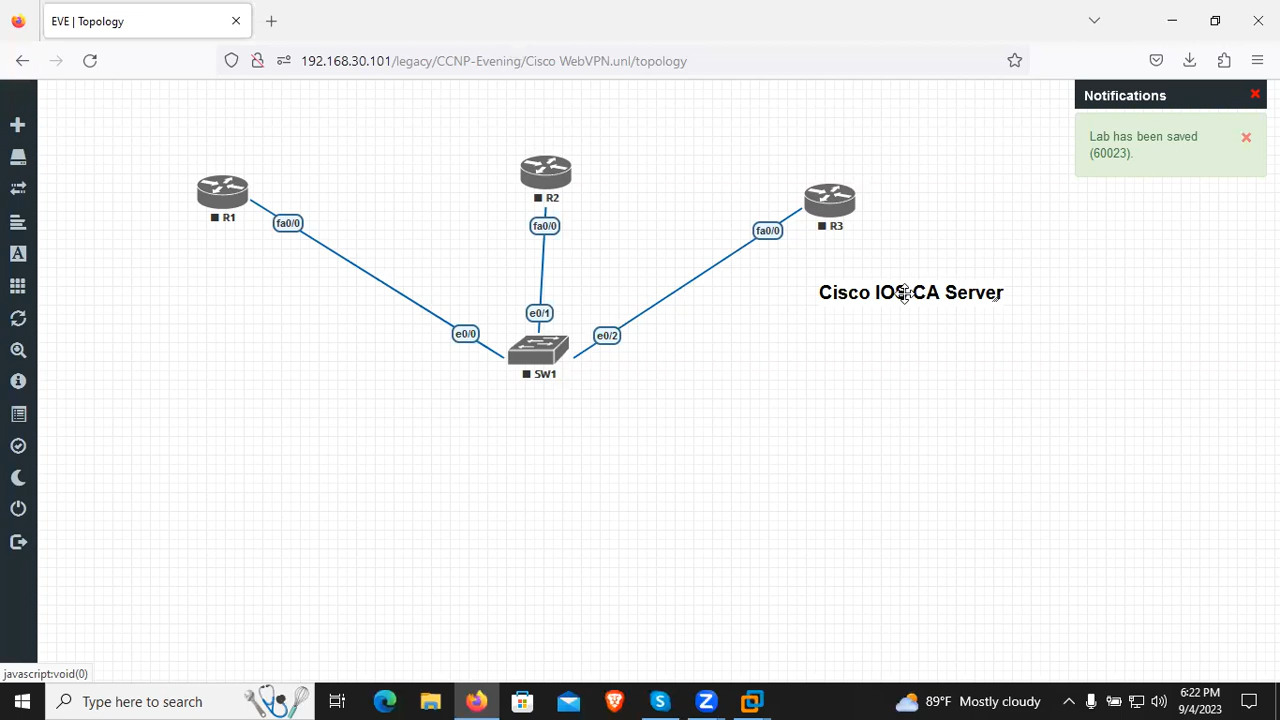 EVE | Topology
192.168.30.101/legacy/CCNP-Evening/Cisco WebVPN.unl/topology
Notifications
Lab has been saved
(60023).
R1
R2
R3
fa0/0
fa0/0
fa0/0
Cisco IOS CA Server
e0/0
e0/1
e0/2
SW1
A
javascript:void(0)
Type here to search
89°F Mostly cloudy
6:22 PM
9/4/2023